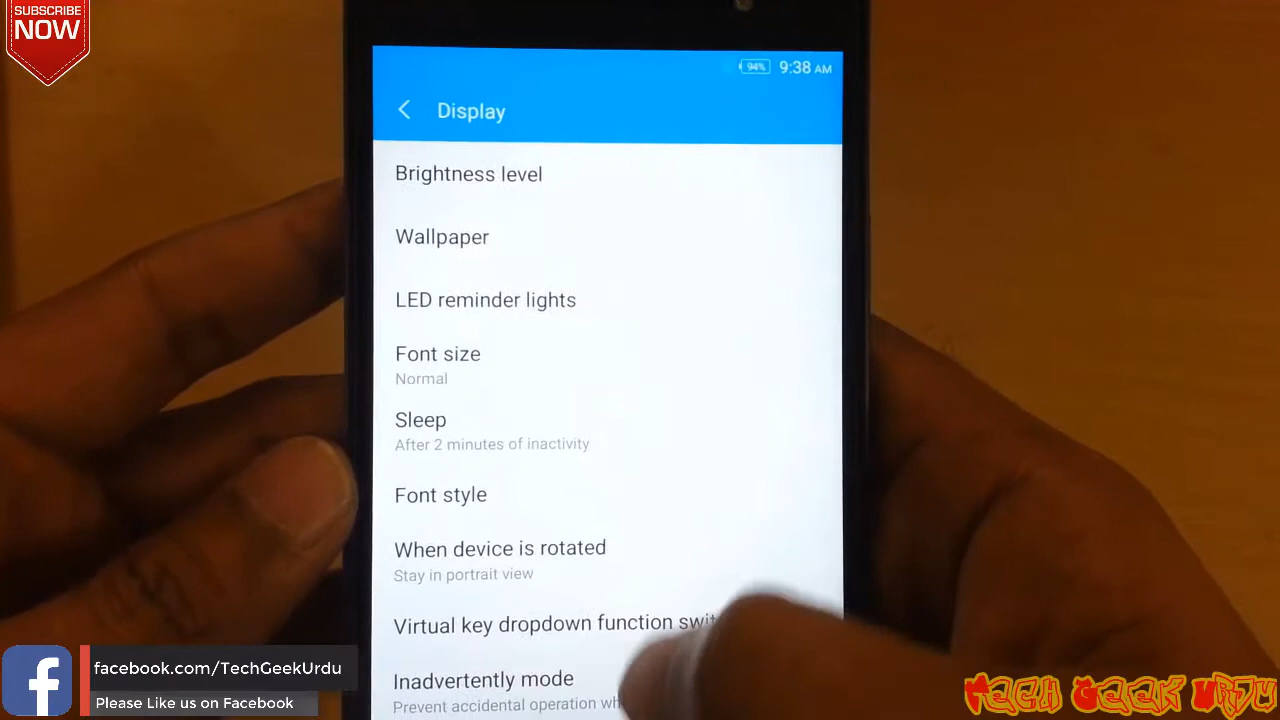 SUBSCRIBE
NOW
94% 9:38 AM
Display
Brightness level
Wallpaper
LED reminder lights
Font size
Normal
Sleep
After 2 minutes of inactivity
Font style
When device is rotated
Stay in portrait view
Virtual key dropdown function
Inadvertently mode
Prevent accidental operation
facebook.com/TechGeekUrdu
Please Like us on Facebook
Tech Geek Urdu